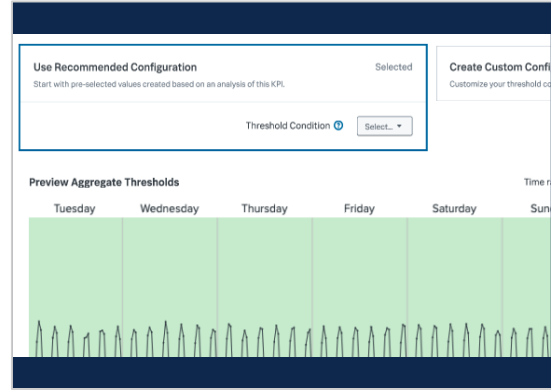 Use Recommended Configuration Selected
Start with pre-selected values created based on an analysis of this KPI.
Threshold Condition ? Select...
Create Custom Confi
Customize your threshold co
Preview Aggregate Thresholds Time r
Tuesday Wednesday Thursday Friday Saturday Sun